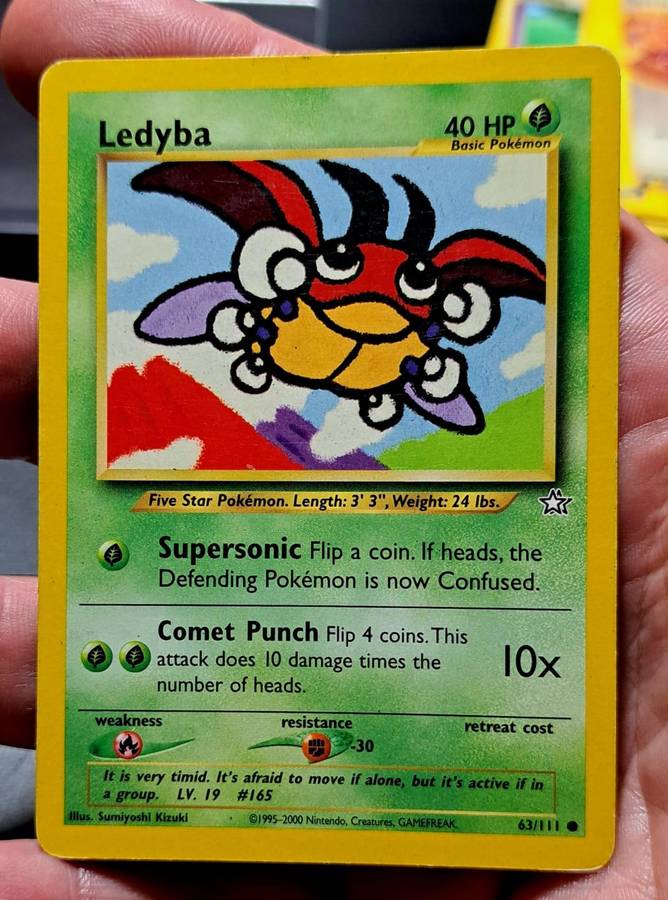 Ledyba
40 HP
Basic Pokémon
Five Star Pokémon. Length: 3' 3", Weight: 24 lbs.
Supersonic Flip a coin. If heads, the
Defending Pokémon is now Confused.
Comet Punch Flip 4 coins. This
attack does 10 damage times the
number of heads.
10x
weakness
resistance
retreat cost
-30
It is very timid. It's afraid to move if alone, but it's active if in
a group. LV. 19 #165
Illus. Sumiyoshi Kizuki
©1995-2000 Nintendo, Creatures, GAMEFREAK.
63/111